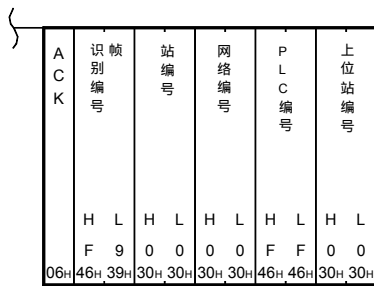 ACK
帧识别编号
站编号
网络编号
PLC编号
上位站编号
H L H L H L H L H L
F 9 0 0 0 0 F F 0 0
06H 46H 39H 30H 30H 30H 30H 46H 46H 30H 30H